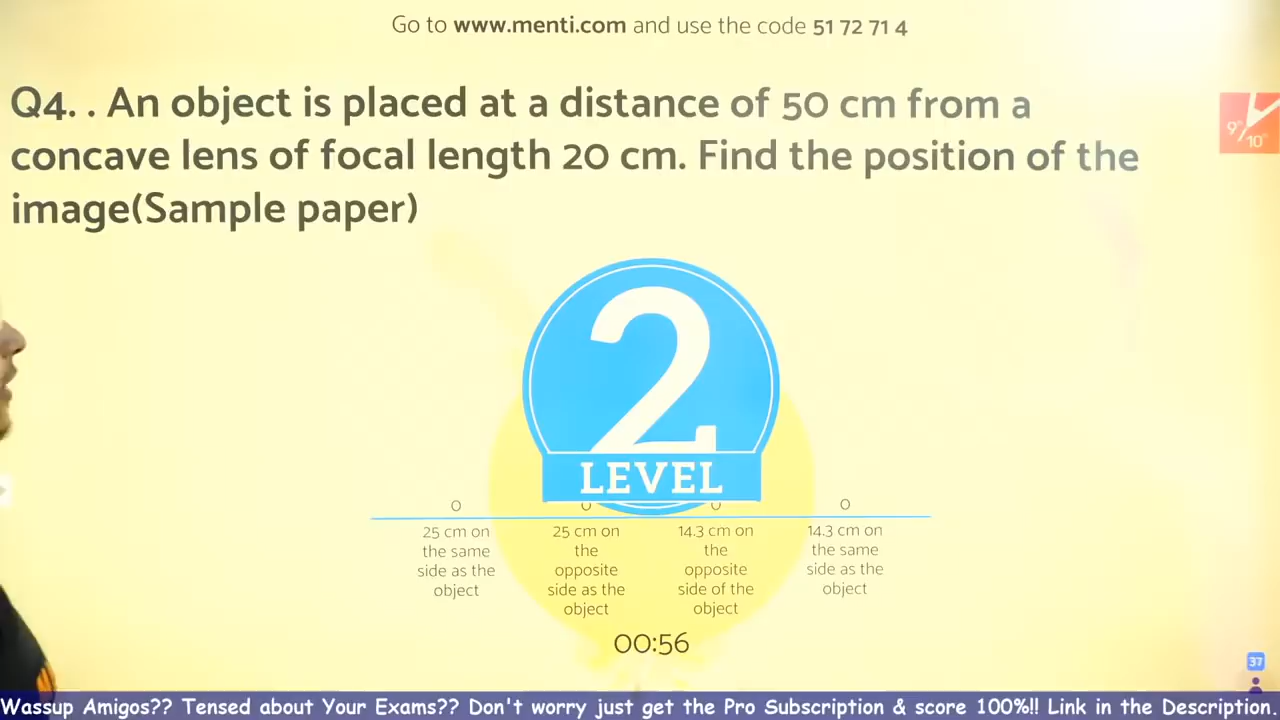 Go to www.menti.com and use the code 51 72 71 4
Q4. . An object is placed at a distance of 50 cm from a
concave lens of focal length 20 cm. Find the position of the
image(Sample paper)
9°/10°
2
LEVEL
0
0
0
0
25 cm on
the same
side as the
object
25 cm on
the
opposite
side as the
object
14.3 cm on
the
opposite
side of the
object
14.3 cm on
the same
side as the
object
00:56
37
Wassup Amigos?? Tensed about Your Exams?? Don't worry just get the Pro Subscription & score 100%!! Link in the Description.